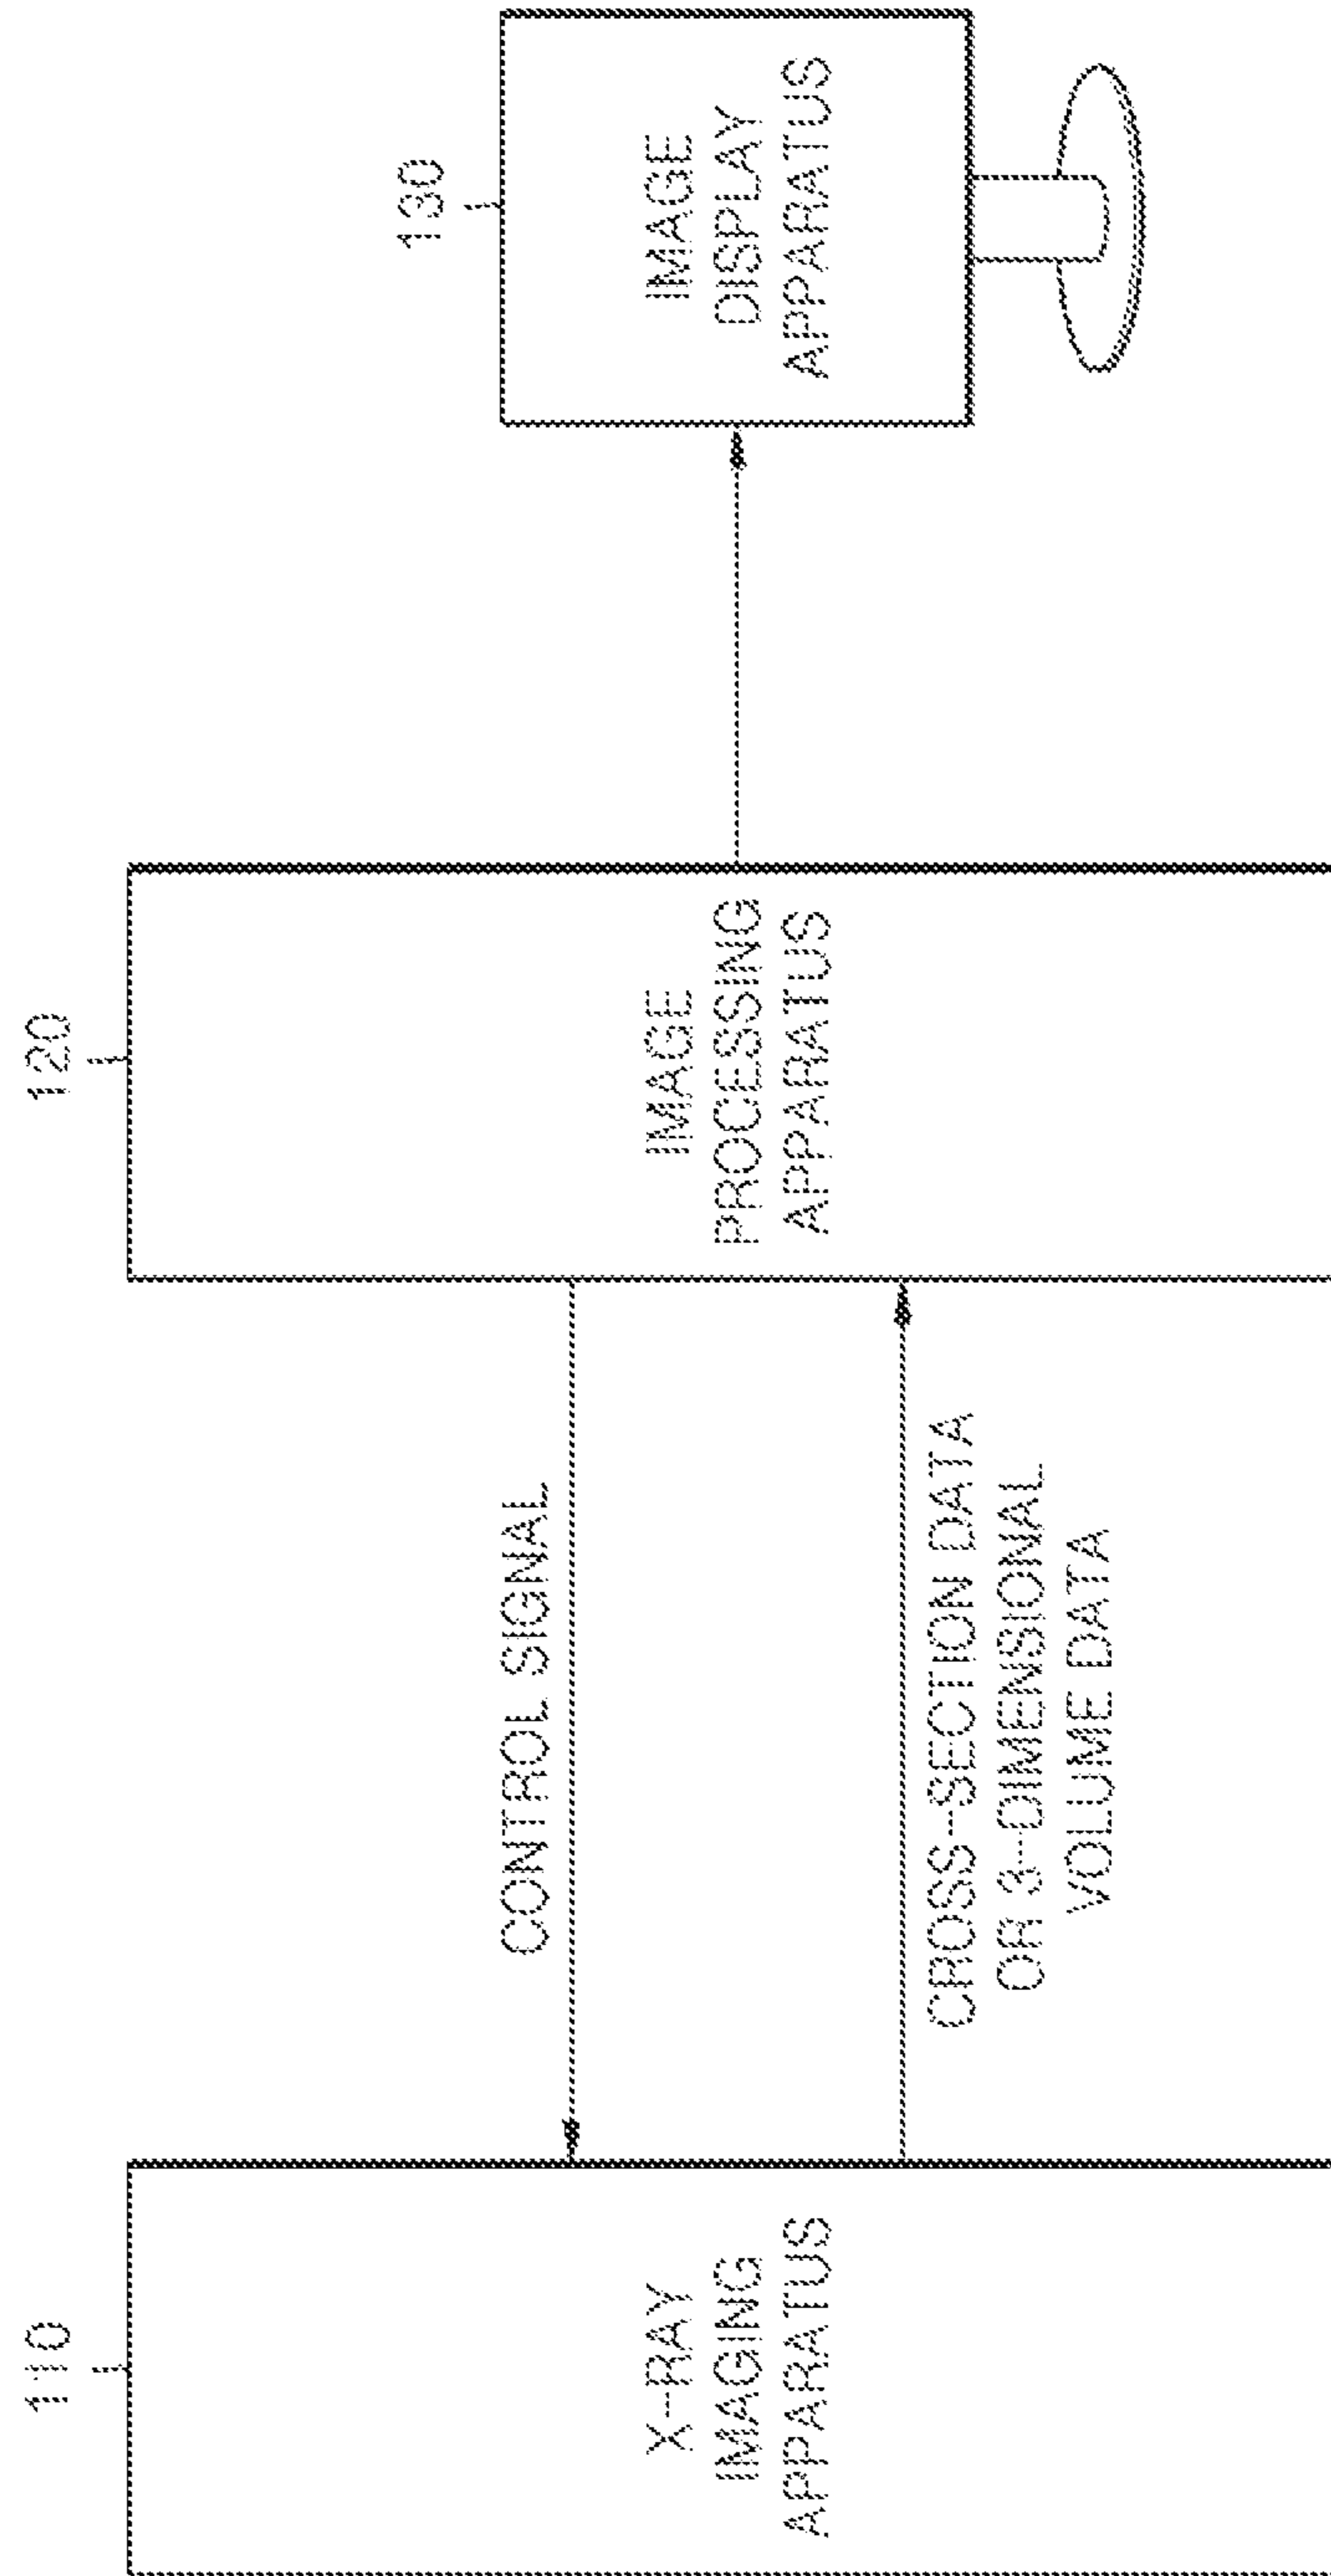 110
X-RAY
IMAGING
APPARATUS
CONTROL SIGNAL
CROSS-SECTION DATA
OR 3-DIMENSIONAL
VOLUME DATA
120
IMAGE
PROCESSING
APPARATUS
130
IMAGE
DISPLAY
APPARATUS